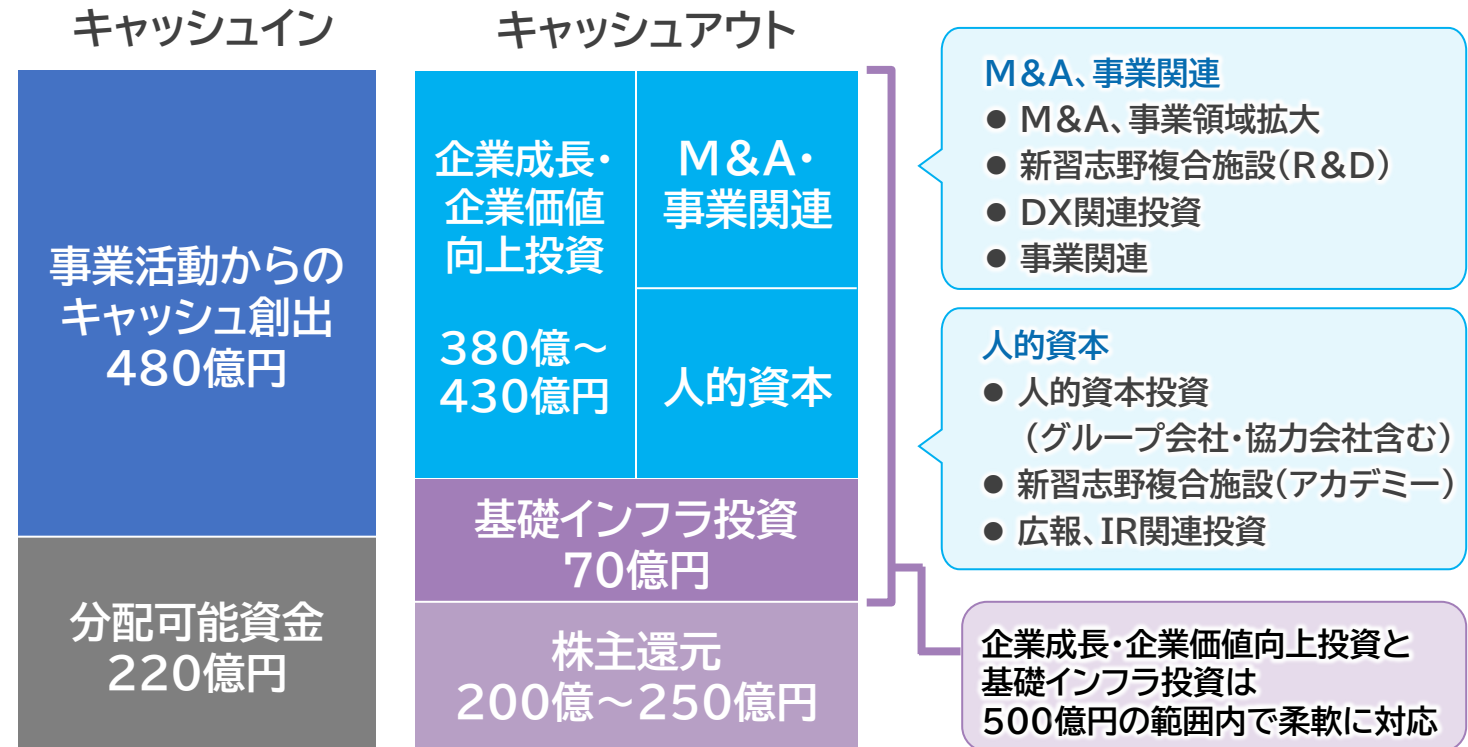 キャッシュイン
事業活動からの
キャッシュ創出
480億円
分配可能資金
220億円
キャッシュアウト
企業成長・
企業価値
向上投資
380億～
430億円
M&A・
事業関連
人的資本
基礎インフラ投資
70億円
株主還元
200億～250億円
M&A、事業関連
● M&A、事業領域拡大
● 新習志野複合施設(R&D)
● DX関連投資
● 事業関連
人的資本
● 人的資本投資
（グループ会社・協力会社含む）
● 新習志野複合施設(アカデミー)
● 広報、IR関連投資
企業成長・企業価値向上投資と
基礎インフラ投資は
500億円の範囲内で柔軟に対応